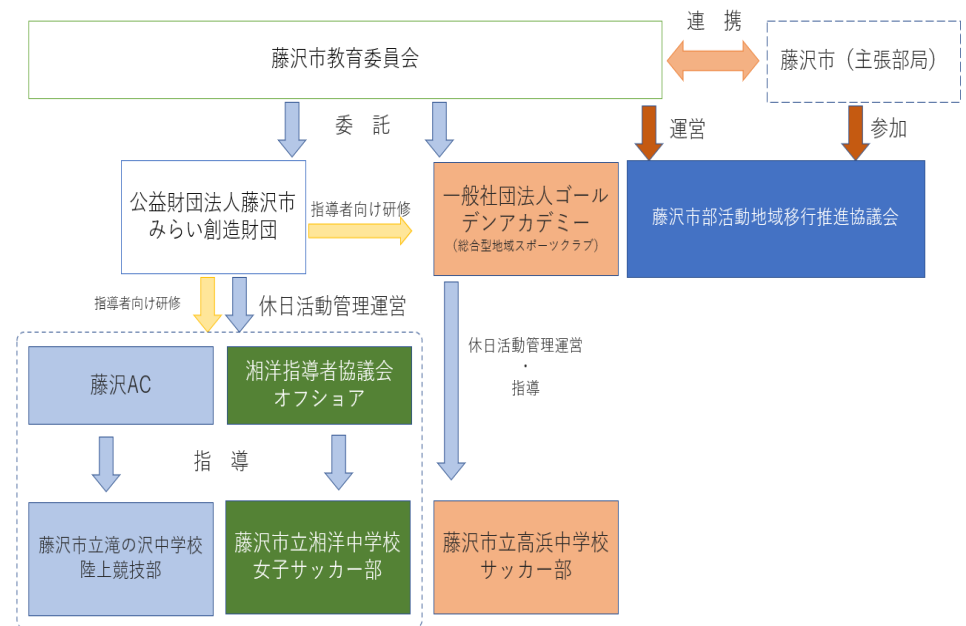 連　携
藤沢市教育委員会
藤沢市（主張部局）
委　託
運営
参加
公益財団法人藤沢市
みらい創造財団
指導者向け研修
一般社団法人ゴール
デンアカデミー
（総合型地域スポーツクラブ）
藤沢市部活動地域移行推進協議会
指導者向け研修
休日活動管理運営
休日活動管理運営
・
指導
藤沢AC
湘洋指導者協議会
オフショア
指　導
藤沢市立滝の沢中学校
陸上競技部
藤沢市立湘洋中学校
女子サッカー部
藤沢市立高浜中学校
サッカー部